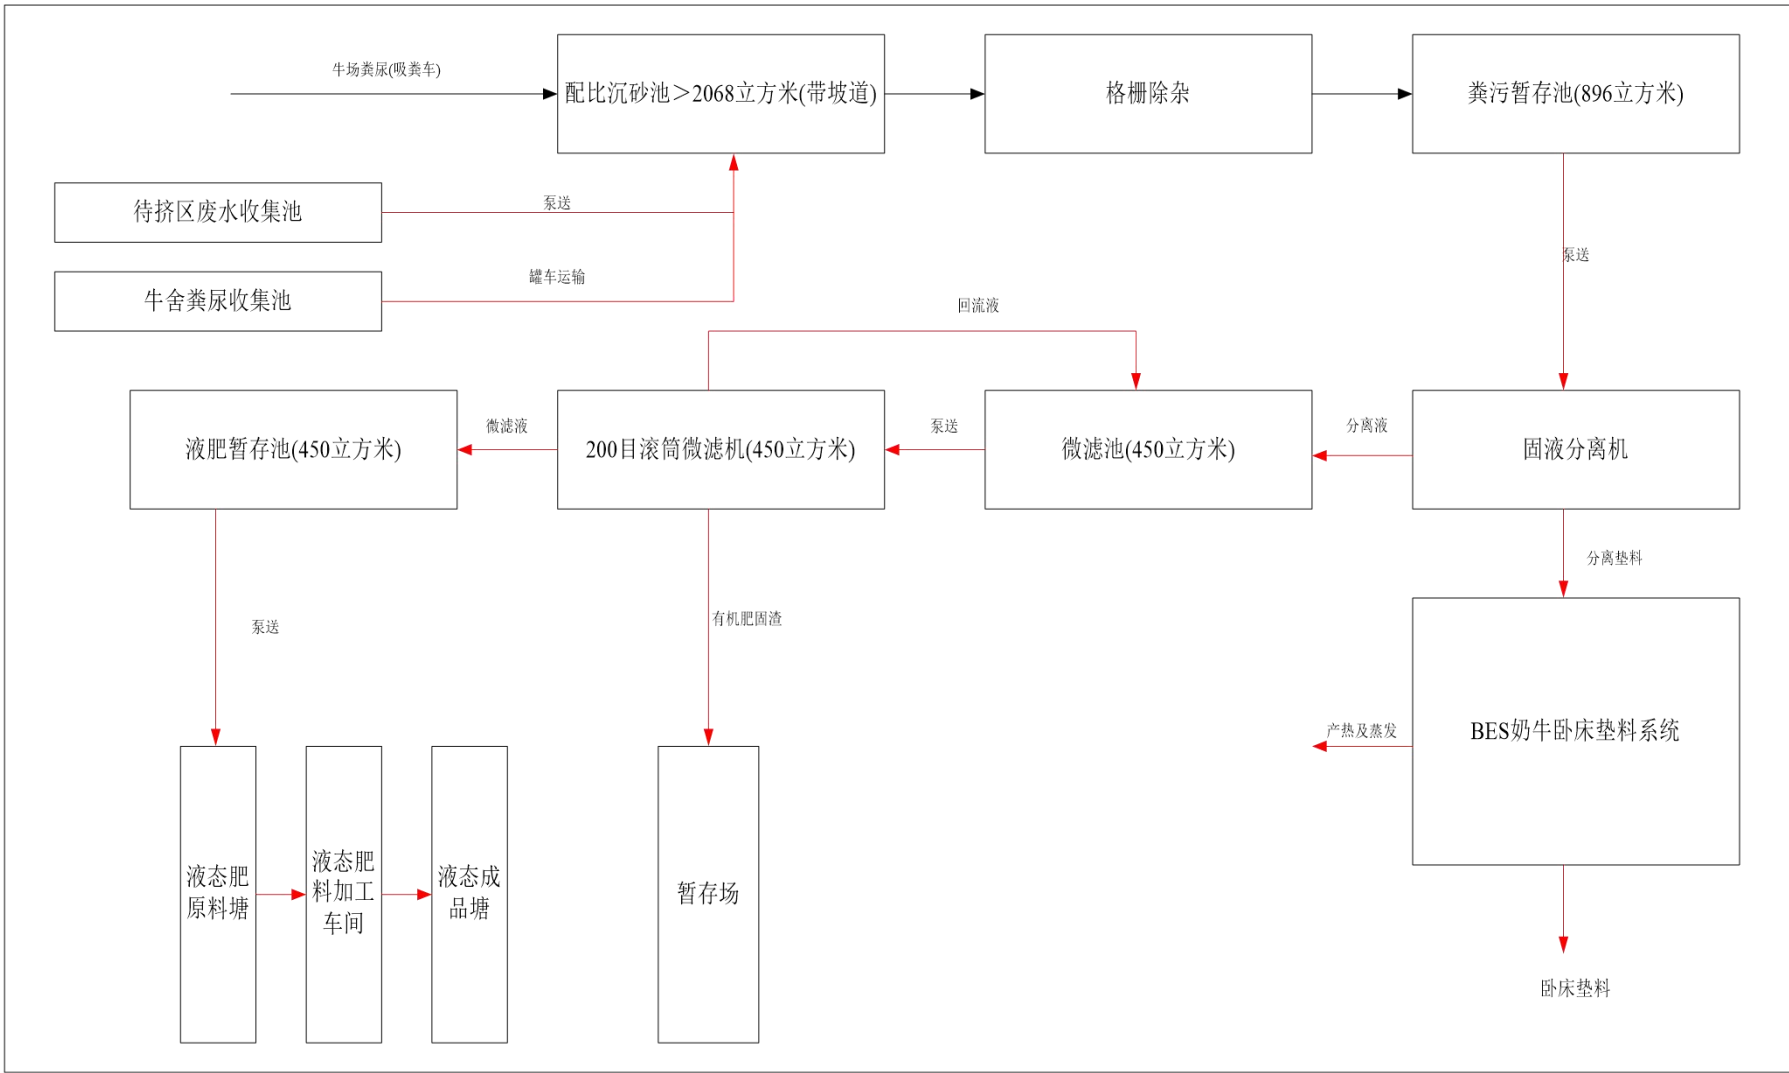 牛场粪尿(吸粪车)
配比沉砂池＞2068立方米(带坡道)
格栅除杂
粪污暂存池(896立方米)
待挤区废水收集池
泵送
牛舍粪尿收集池
罐车运输
泵送
回流液
液肥暂存池(450立方米)
微滤液
200目滚筒微滤机(450立方米)
泵送
微滤池(450立方米)
分离液
固液分离机
分离垫料
泵送
有机肥固渣
产热及蒸发
BES奶牛卧床垫料系统
液态肥
原料塘
液态肥
料加工
车间
液态成
品塘
暂存场
卧床垫料